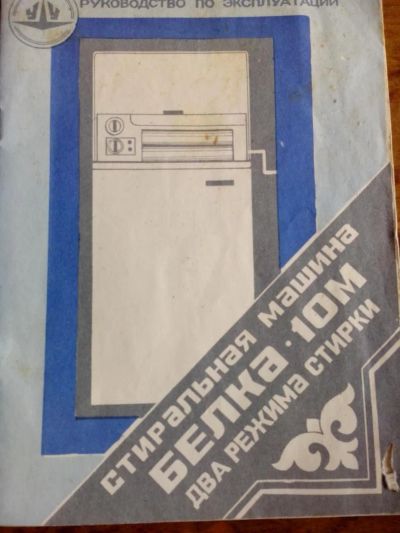 РУКОВОДСТВО ПО ЭКСПЛУАТАЦИИ
СТИРАЛЬНАЯ МАШИНА
БЕЛКА·10М
ДВА РЕЖИМА СТИРКИ